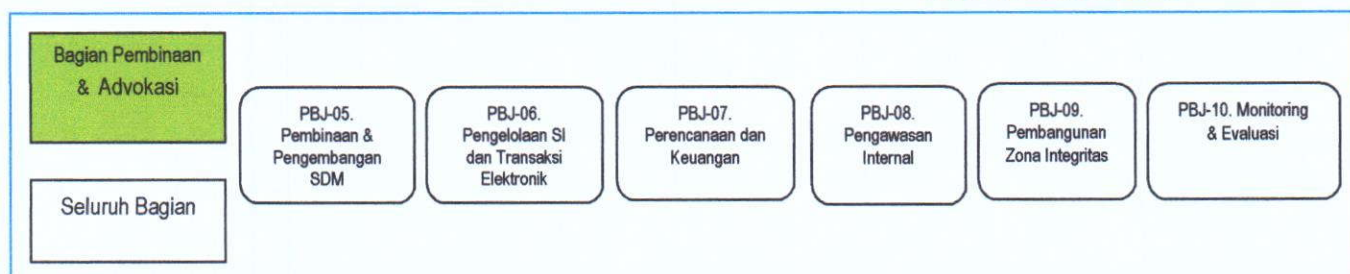 Bagian Pembinaan
& Advokasi
Seluruh Bagian
PBJ-05.
Pembinaan &
Pengembangan
SDM
PBJ-06.
Pengelolaan SI
dan Transaksi
Elektronik
PBJ-07.
Perencanaan dan
Keuangan
PBJ-08.
Pengawasan
Internal
PBJ-09.
Pembangunan
Zona Integritas
PBJ-10. Monitoring
& Evaluasi